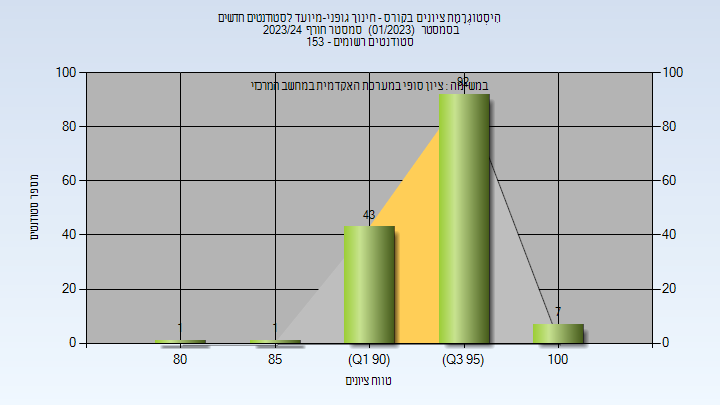 היסטוגרמת ציונים בקורס - חינוך גופני-מיועד לסטודנטים חדשים
בסמסטר (01/2023) סמסטר חורף 2023/24
סטודנטים רשומים - 153
במשימה : ציון סופי במערכת האקדמית במחשב המרכזי
מספר סטודנטים
100
80
60
40
20
0
100
80
60
40
20
0
1
1
43
92
7
80
85
(Q1 90)
(Q3 95)
100
טווח ציונים